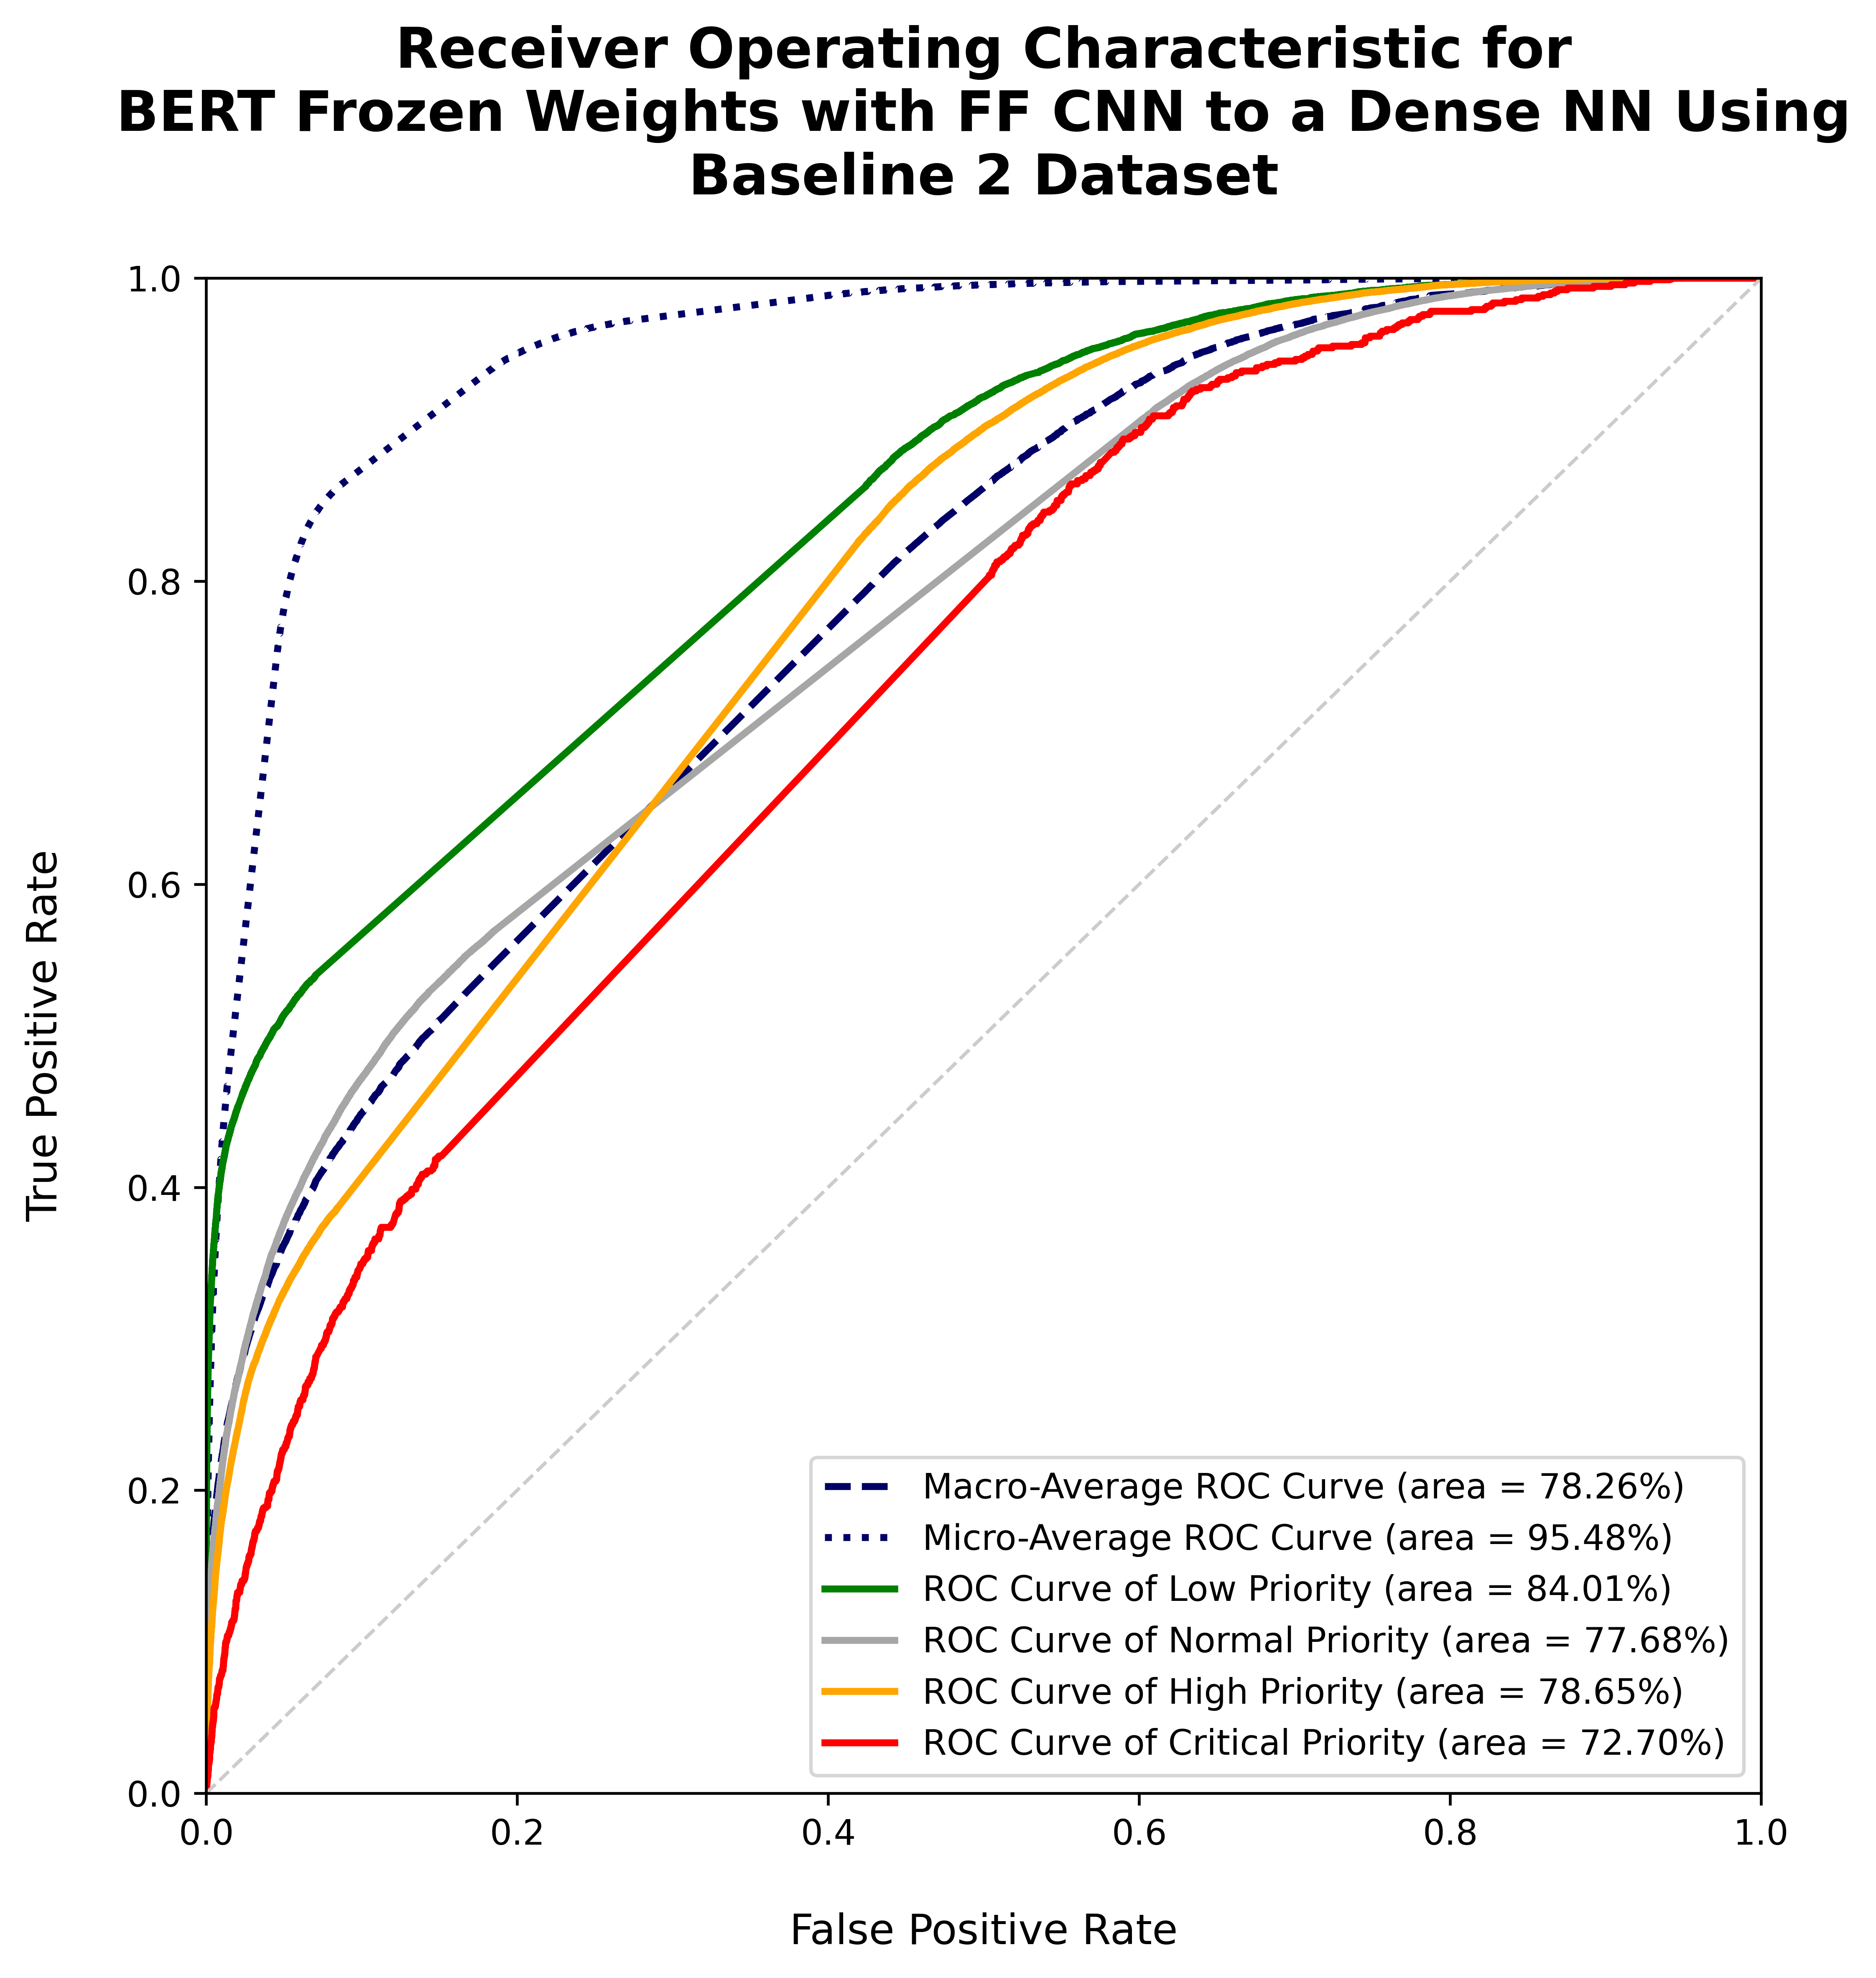 Receiver Operating Characteristic for
BERT Frozen Weights with FF CNN to a Dense NN Using
Baseline 2 Dataset
True Positive Rate
1.0
0.8
0.6
0.4
0.2
0.0
Macro-Average ROC Curve (area = 78.26%)
Micro-Average ROC Curve (area = 95.48%)
ROC Curve of Low Priority (area = 84.01%)
ROC Curve of Normal Priority (area = 77.68%)
ROC Curve of High Priority (area = 78.65%)
ROC Curve of Critical Priority (area = 72.70%)
0.0 0.2 0.4 0.6 0.8 1.0
False Positive Rate